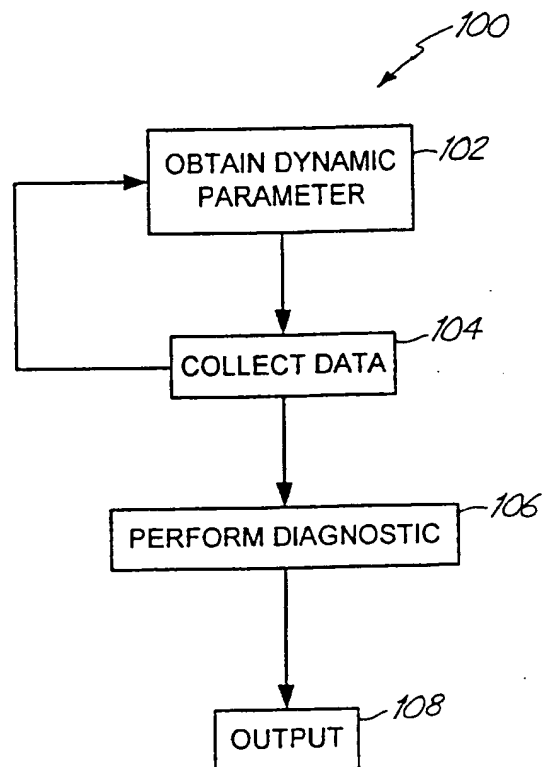 100
OBTAIN DYNAMIC
PARAMETER
102
COLLECT DATA
104
PERFORM DIAGNOSTIC
106
OUTPUT
108